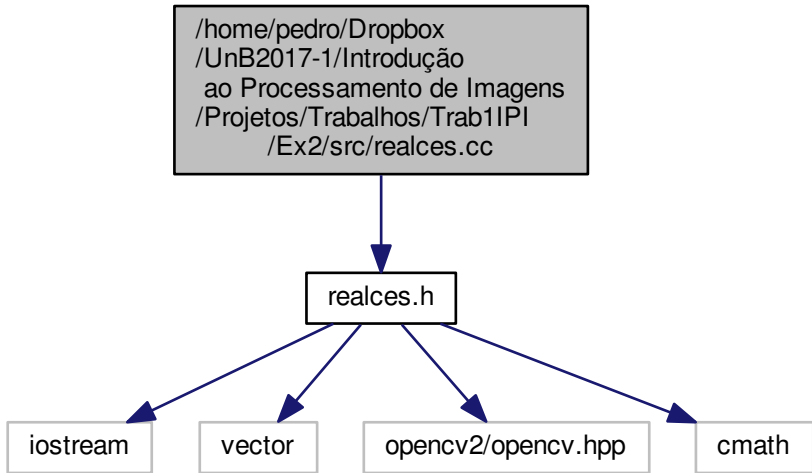 /home/pedro/Dropbox
/UnB2017-1/Introdução
ao Processamento de Imagens
/Projetos/Trabalhos/Trab1IPI
/Ex2/src/realces.cc
realces.h
iostream
vector
opencv2/opencv.hpp
cmath